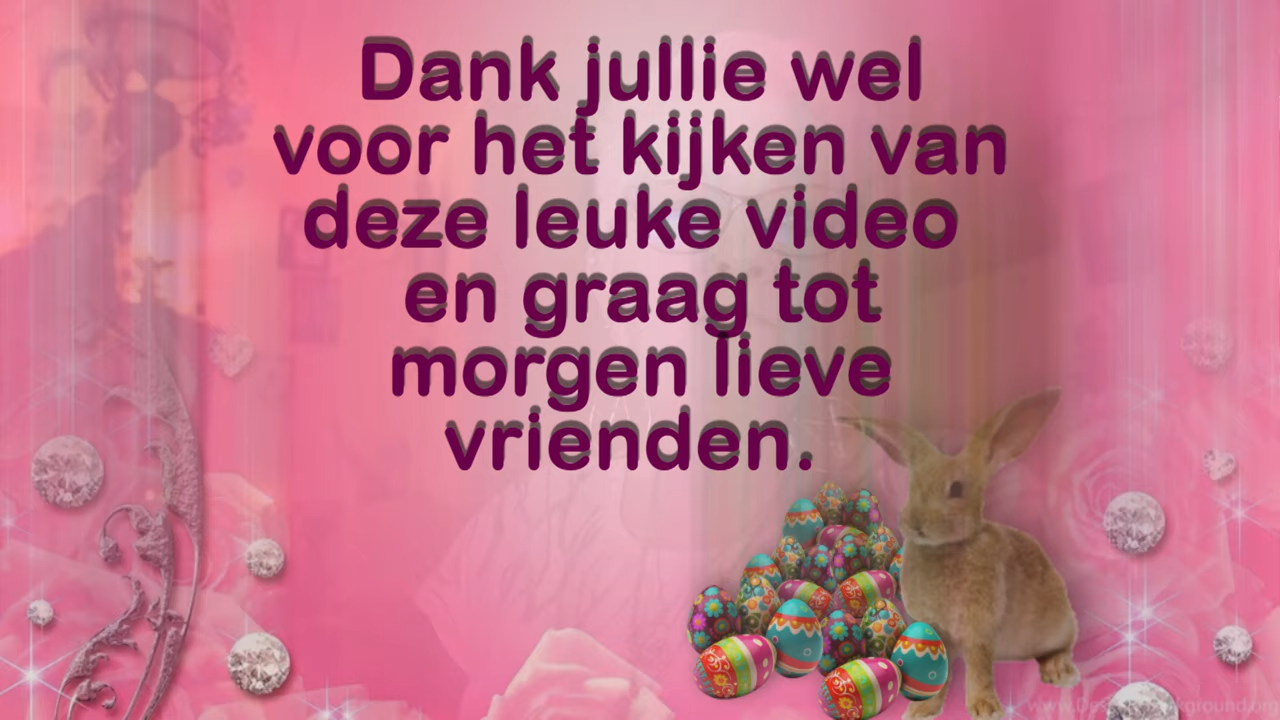 Dank jullie wel
voor het kijken van
deze leuke video
en graag tot
morgen lieve
vrienden.